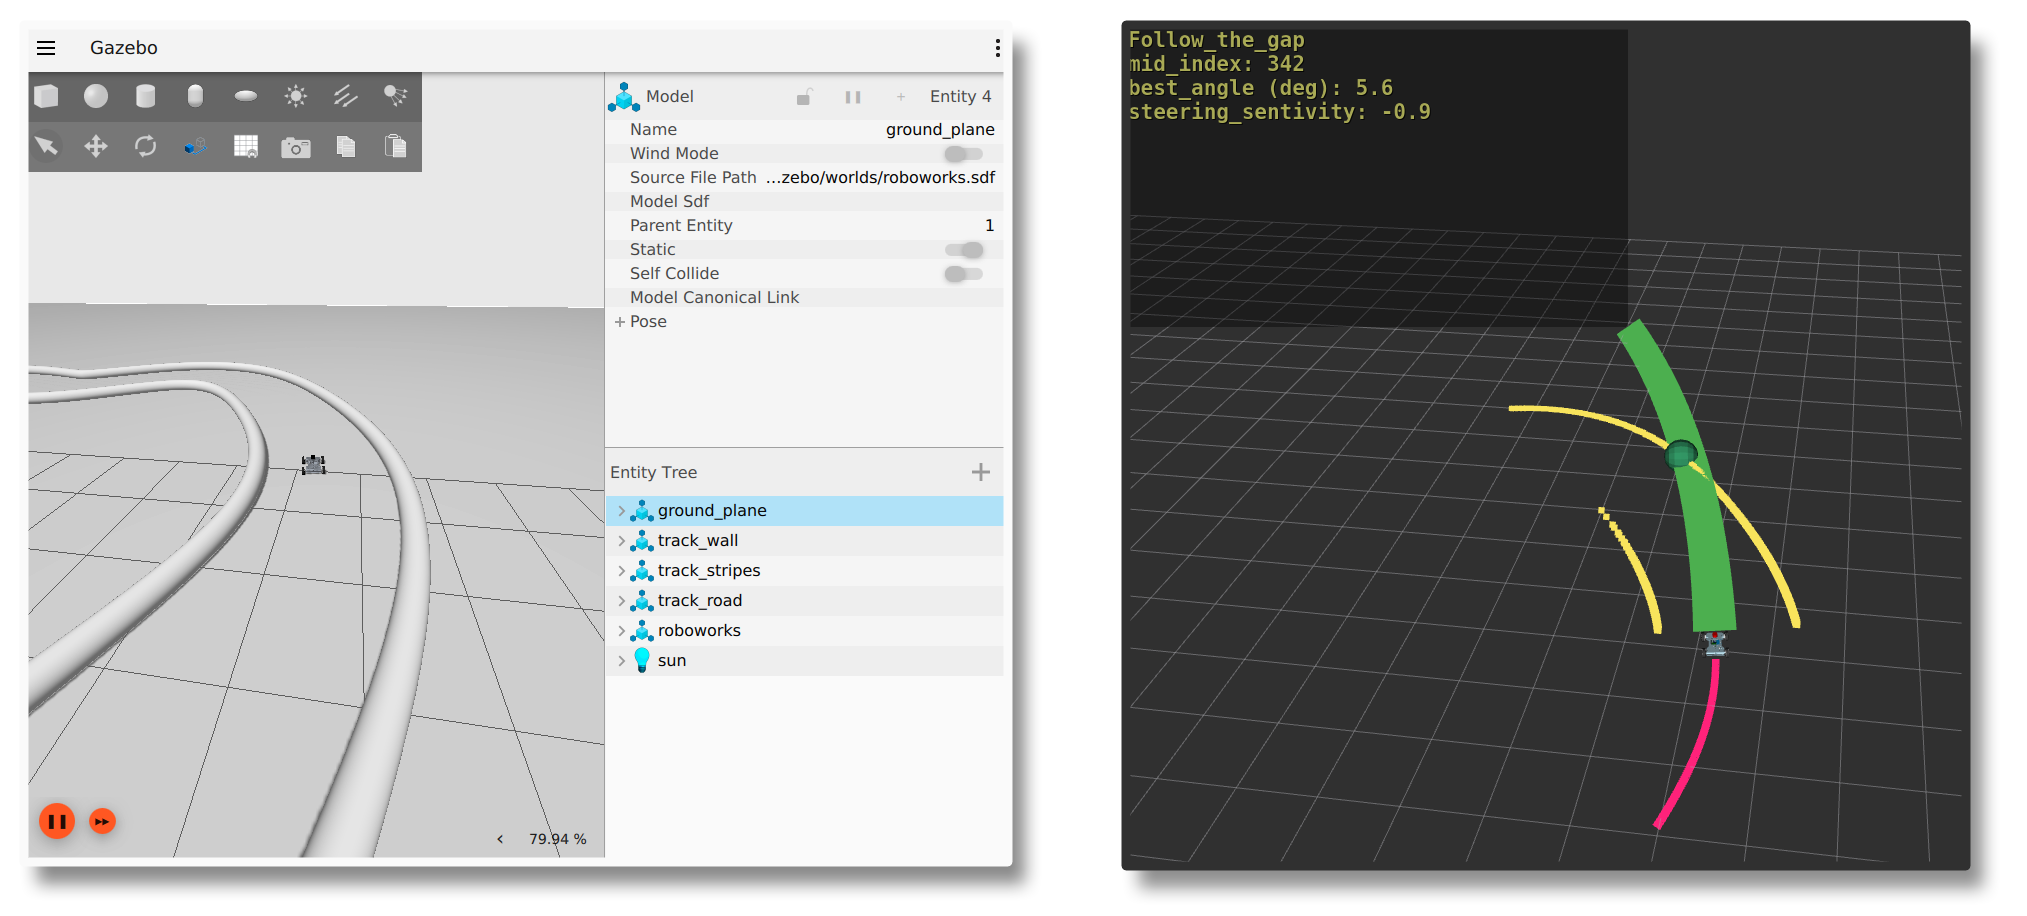 Gazebo
Model
Entity 4
Name
ground_plane
Wind Mode
Source File Path
...zebo/worlds/roboworks.sdf
Model Sdf
Parent Entity
1
Static
Self Collide
Model Canonical Link
+ Pose
Entity Tree
ground_plane
track_wall
track_stripes
track_road
roboworks
sun
79.94 %
Follow_the_gap
mid_index: 342
best_angle (deg): 5.6
steering_sentivity: -0.9